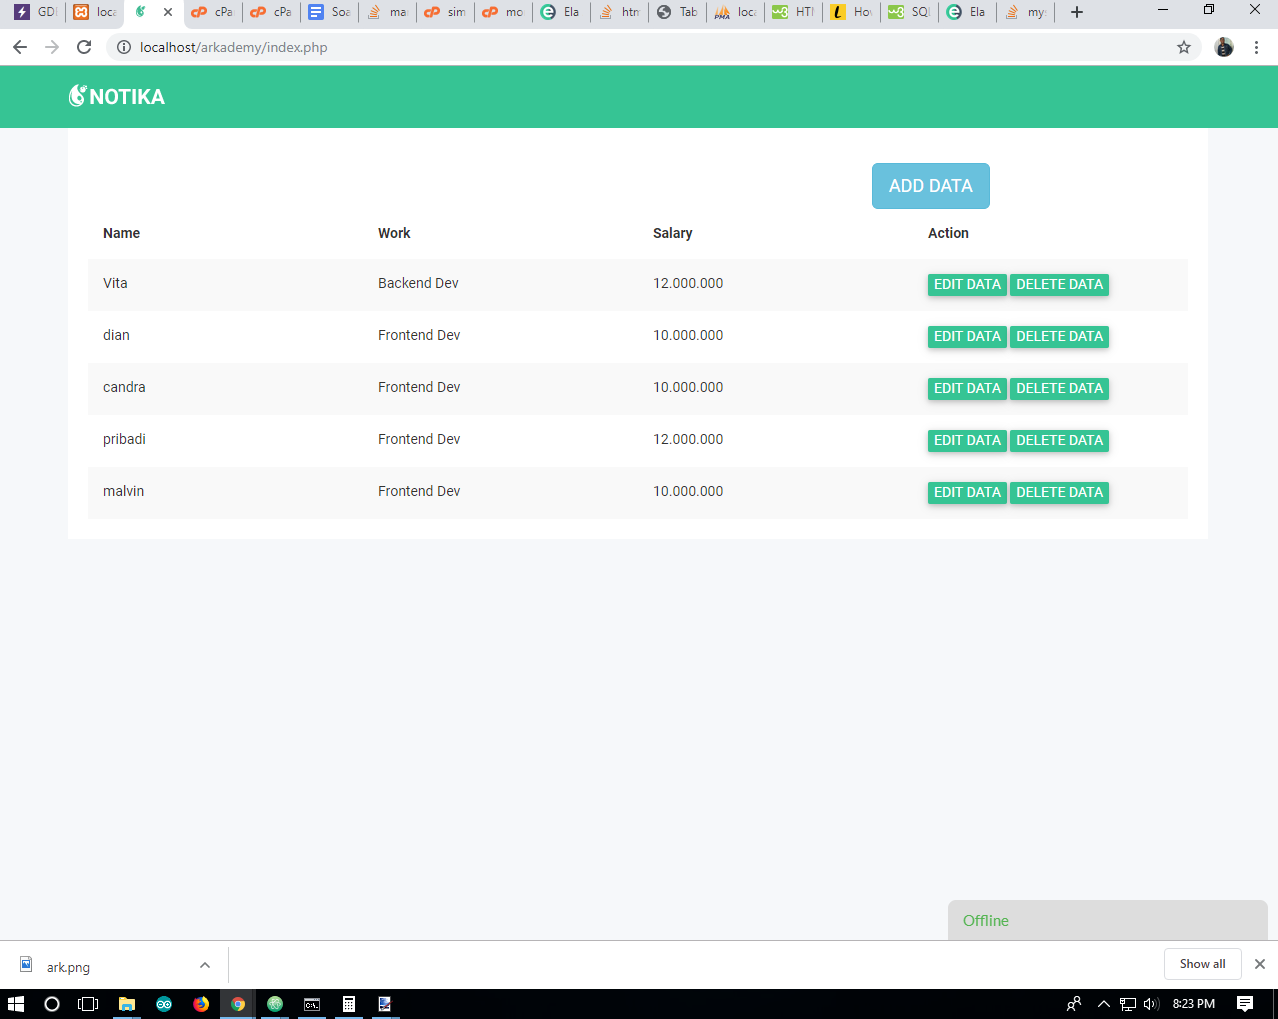 GDI loca cPa cPa Soa ma sim mo Ela htm Tab loca HTM Hov SQL Ela my
localhost/arkademy/index.php
NOTIKA
ADD DATA
Name Work Salary Action
Vita Backend Dev 12.000.000 EDIT DATA DELETE DATA
dian Frontend Dev 10.000.000 EDIT DATA DELETE DATA
candra Frontend Dev 10.000.000 EDIT DATA DELETE DATA
pribadi Frontend Dev 12.000.000 EDIT DATA DELETE DATA
malvin Frontend Dev 10.000.000 EDIT DATA DELETE DATA
Offline
ark.png Show all
8:23 PM